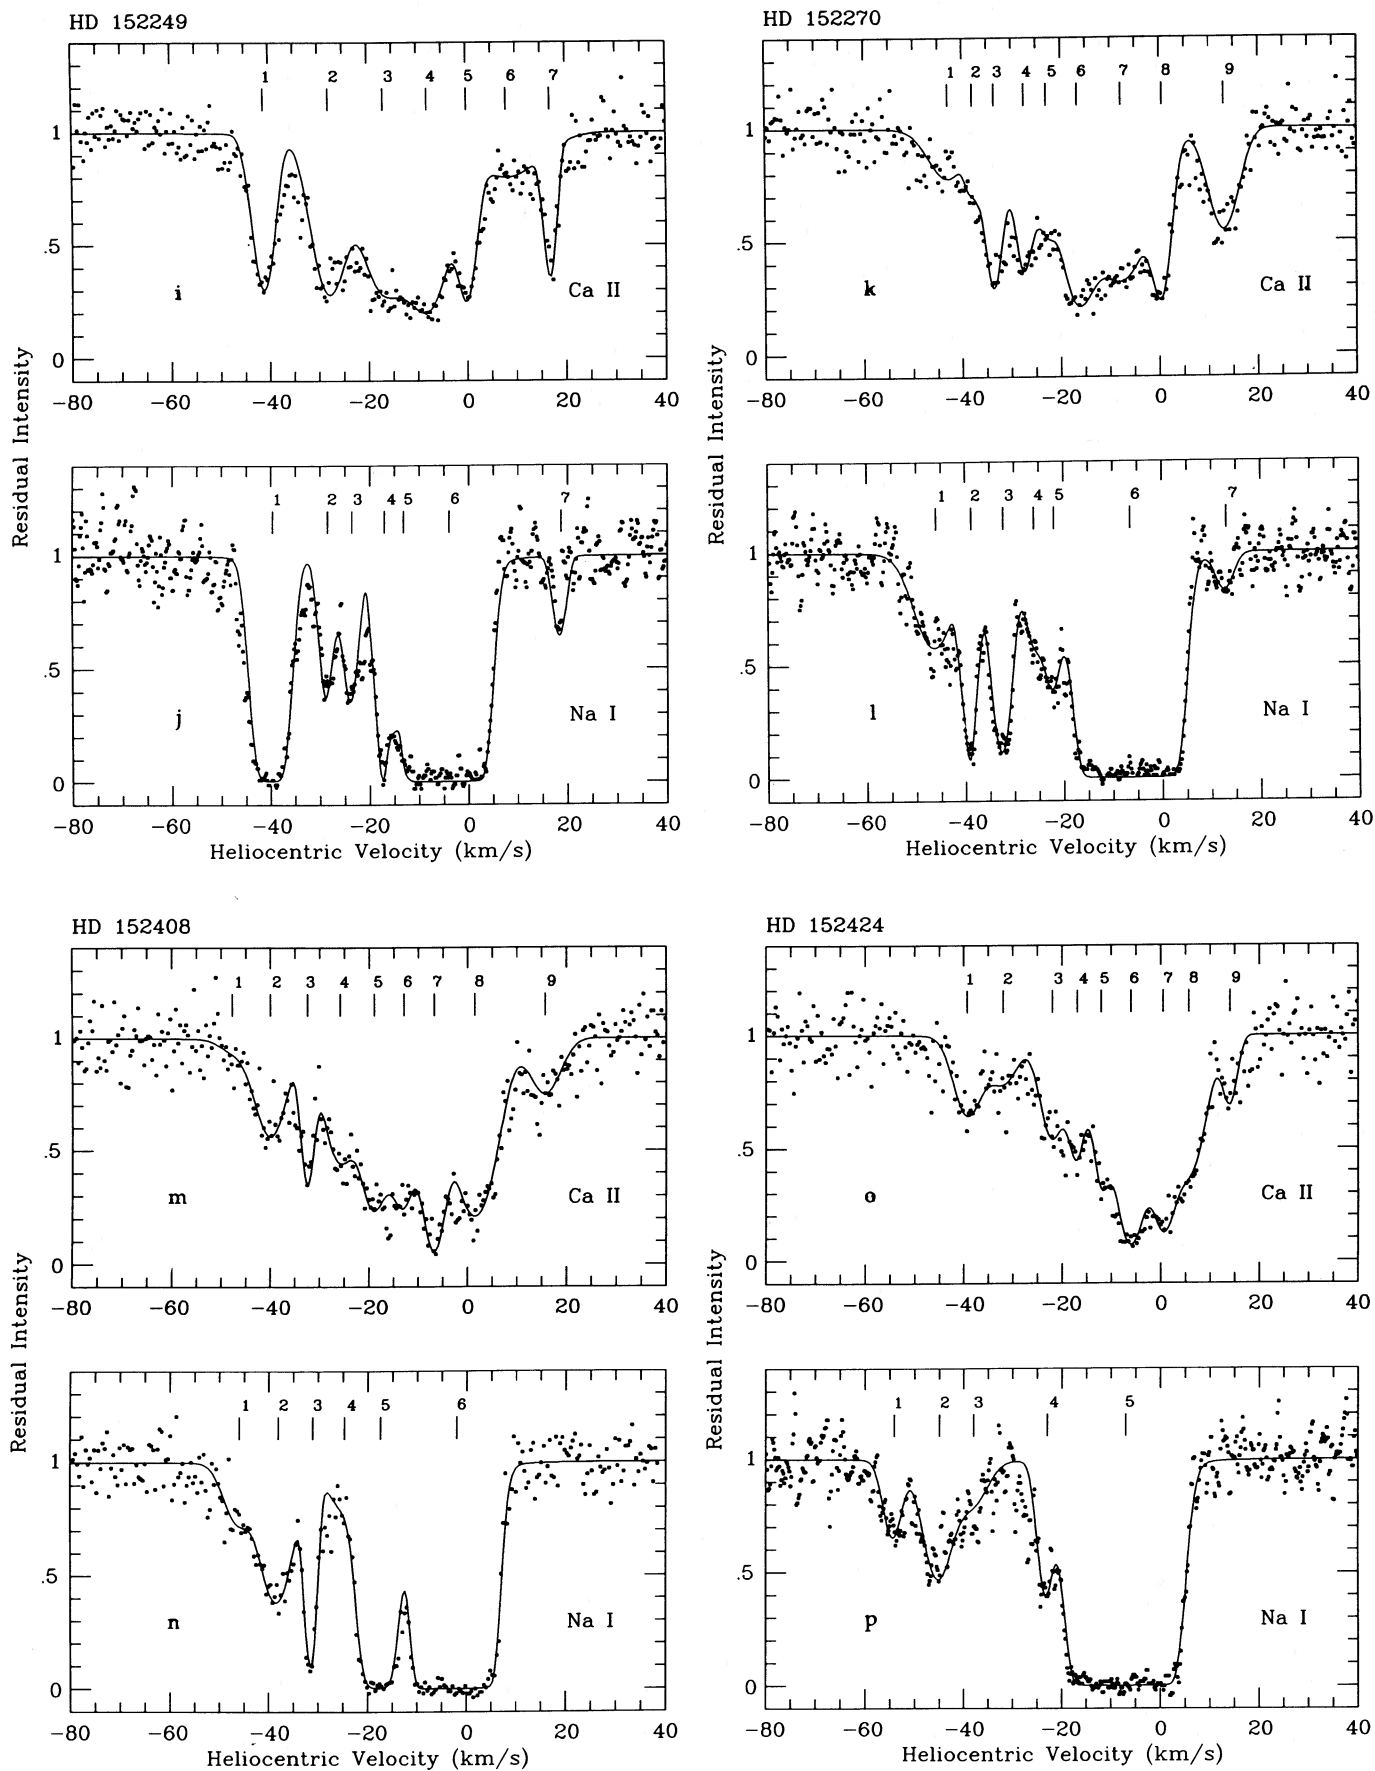 HD 152249
1 2 3 4 5 6 7
1
.5
0
i
Ca II
-80 -60 -40 -20 0 20 40
Residual Intensity
1 2 3 4 5 6 7
1
.5
0
j
Na I
-80 -60 -40 -20 0 20 40
Heliocentric Velocity (km/s)
HD 152270
1 2 3 4 5 6 7 8 9
1
.5
0
k
Ca II
-80 -60 -40 -20 0 20 40
Residual Intensity
1 2 3 4 5 6 7
1
.5
0
l
Na I
-80 -60 -40 -20 0 20 40
Heliocentric Velocity (km/s)
HD 152408
1 2 3 4 5 6 7 8 9
1
.5
0
m
Ca II
-80 -60 -40 -20 0 20 40
Residual Intensity
1 2 3 4 5 6
1
.5
0
n
Na I
-80 -60 -40 -20 0 20 40
Heliocentric Velocity (km/s)
HD 152424
1 2 3 4 5 6 7 8 9
1
.5
0
o
Ca II
-80 -60 -40 -20 0 20 40
Residual Intensity
1 2 3 4 5
1
.5
0
p
Na I
-80 -60 -40 -20 0 20 40
Heliocentric Velocity (km/s)